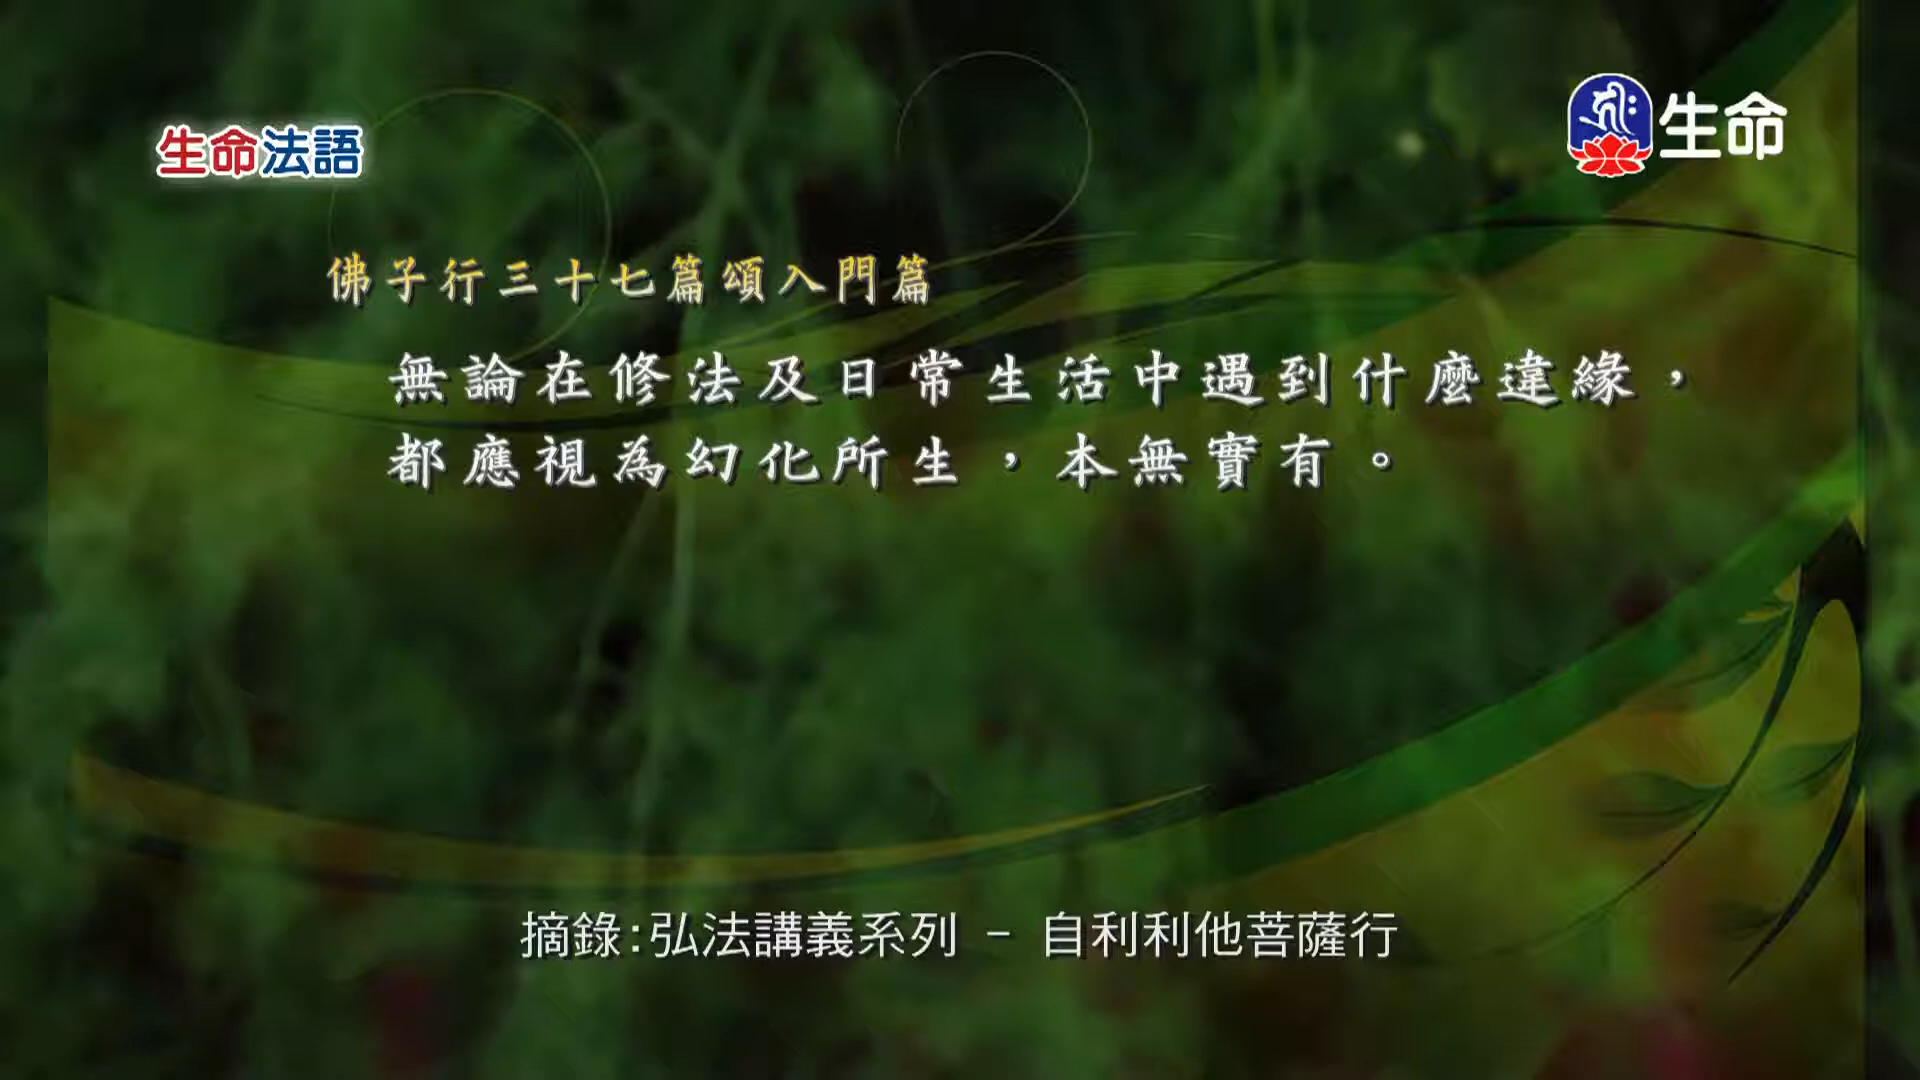 生命法語
生命
佛子行三十七篇頌入門篇
無論在修法及日常生活中遇到什麼違緣，
都應視為幻化所生，本無實有。
摘錄:弘法講義系列 - 自利利他菩薩行